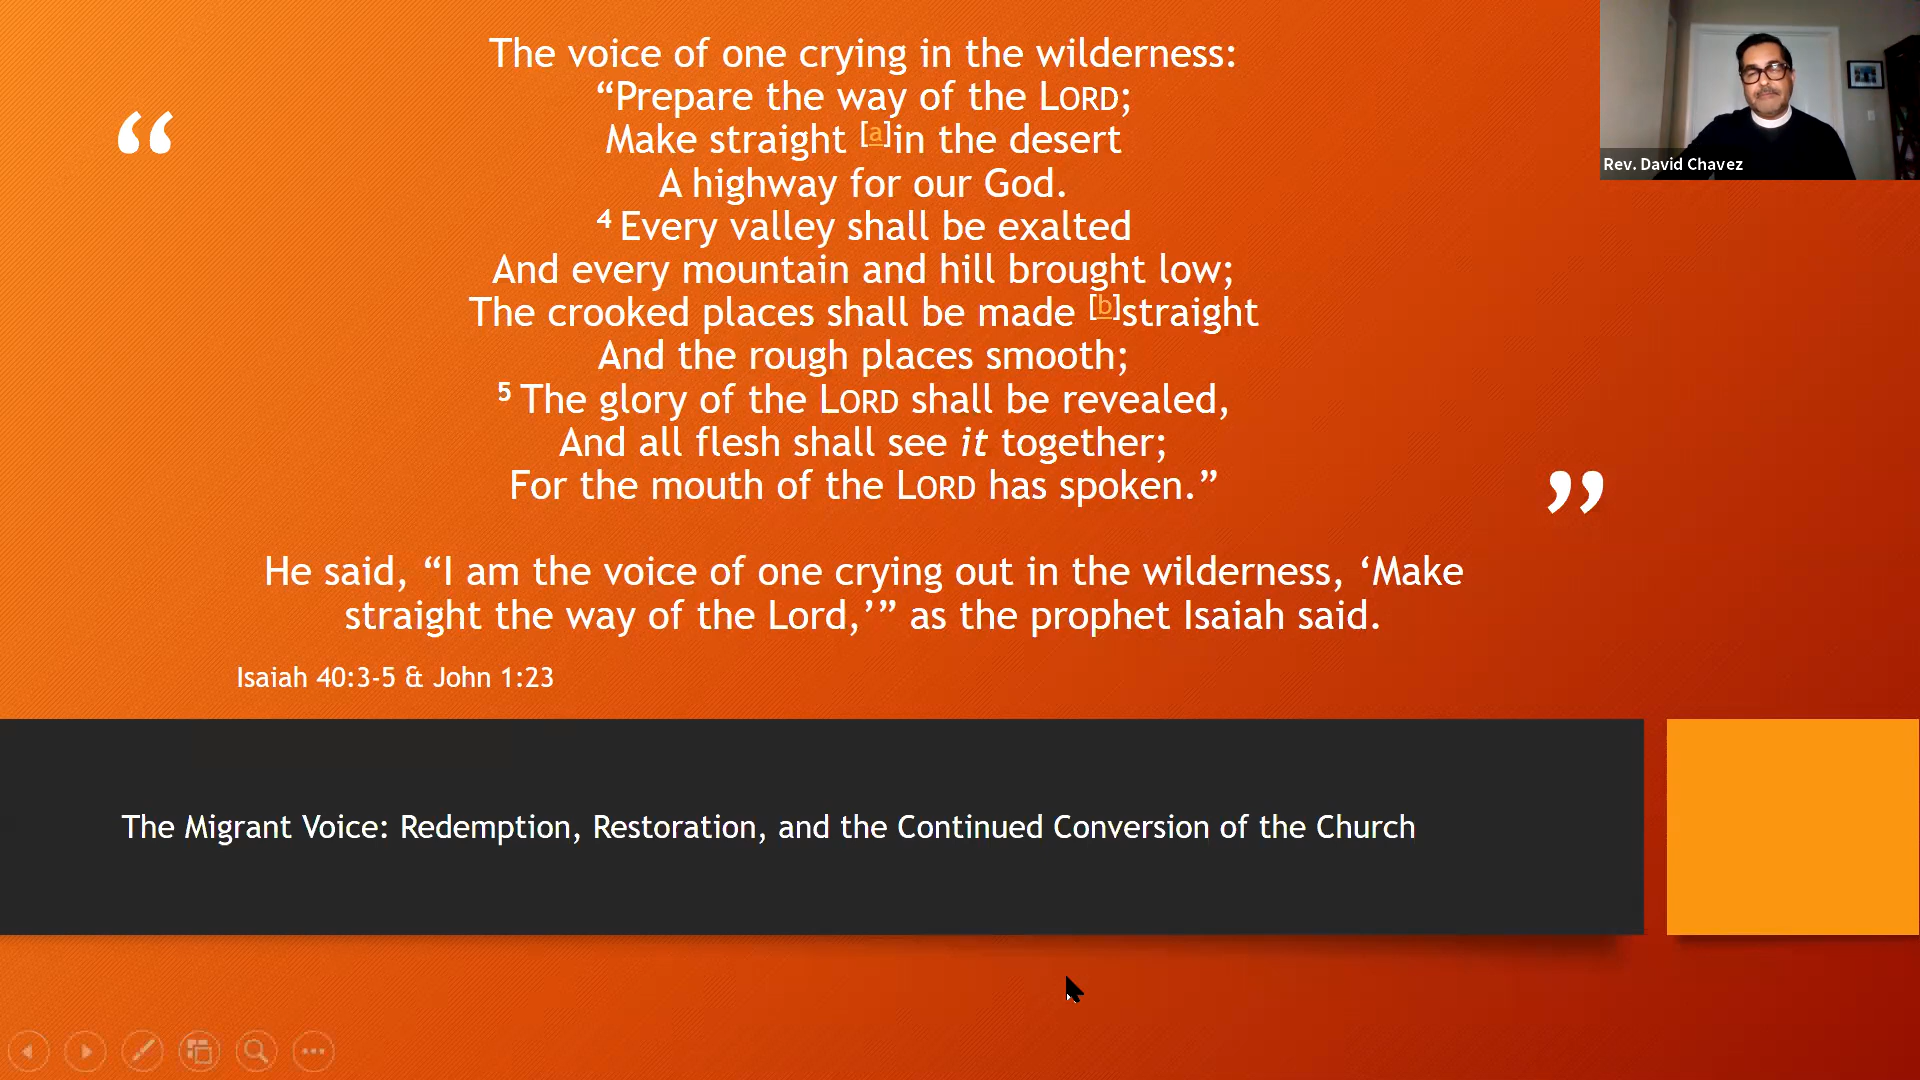 The voice of one crying in the wilderness:
“Prepare the way of the LORD;
Make straight [a]in the desert
A highway for our God.
4 Every valley shall be exalted
And every mountain and hill brought low;
The crooked places shall be made [b]straight
And the rough places smooth;
5 The glory of the LORD shall be revealed,
And all flesh shall see it together;
For the mouth of the LORD has spoken.”
He said, “I am the voice of one crying out in the wilderness, ‘Make
straight the way of the Lord,’” as the prophet Isaiah said.
Isaiah 40:3-5 & John 1:23
The Migrant Voice: Redemption, Restoration, and the Continued Conversion of the Church
Rev. David Chavez